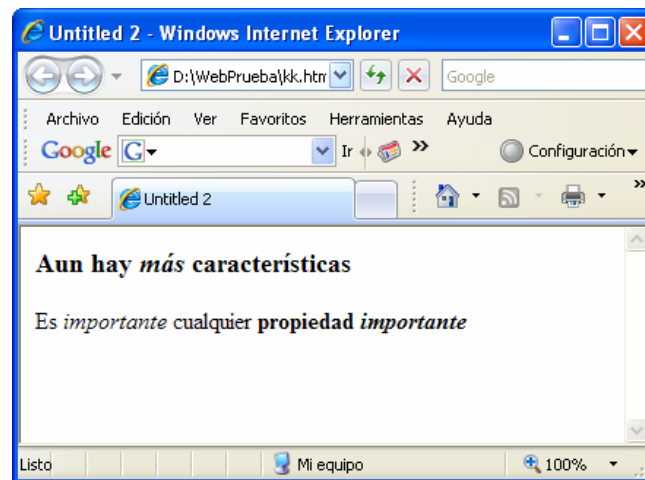 Untitled 2 - Windows Internet Explorer
D:\WebPrueba\kk.htm
Google
Archivo Edición Ver Favoritos Herramientas Ayuda
Google G Ir » Configuración
Untitled 2 »
Aun hay más características
Es importante cualquier propiedad importante
Listo Mi equipo 100%